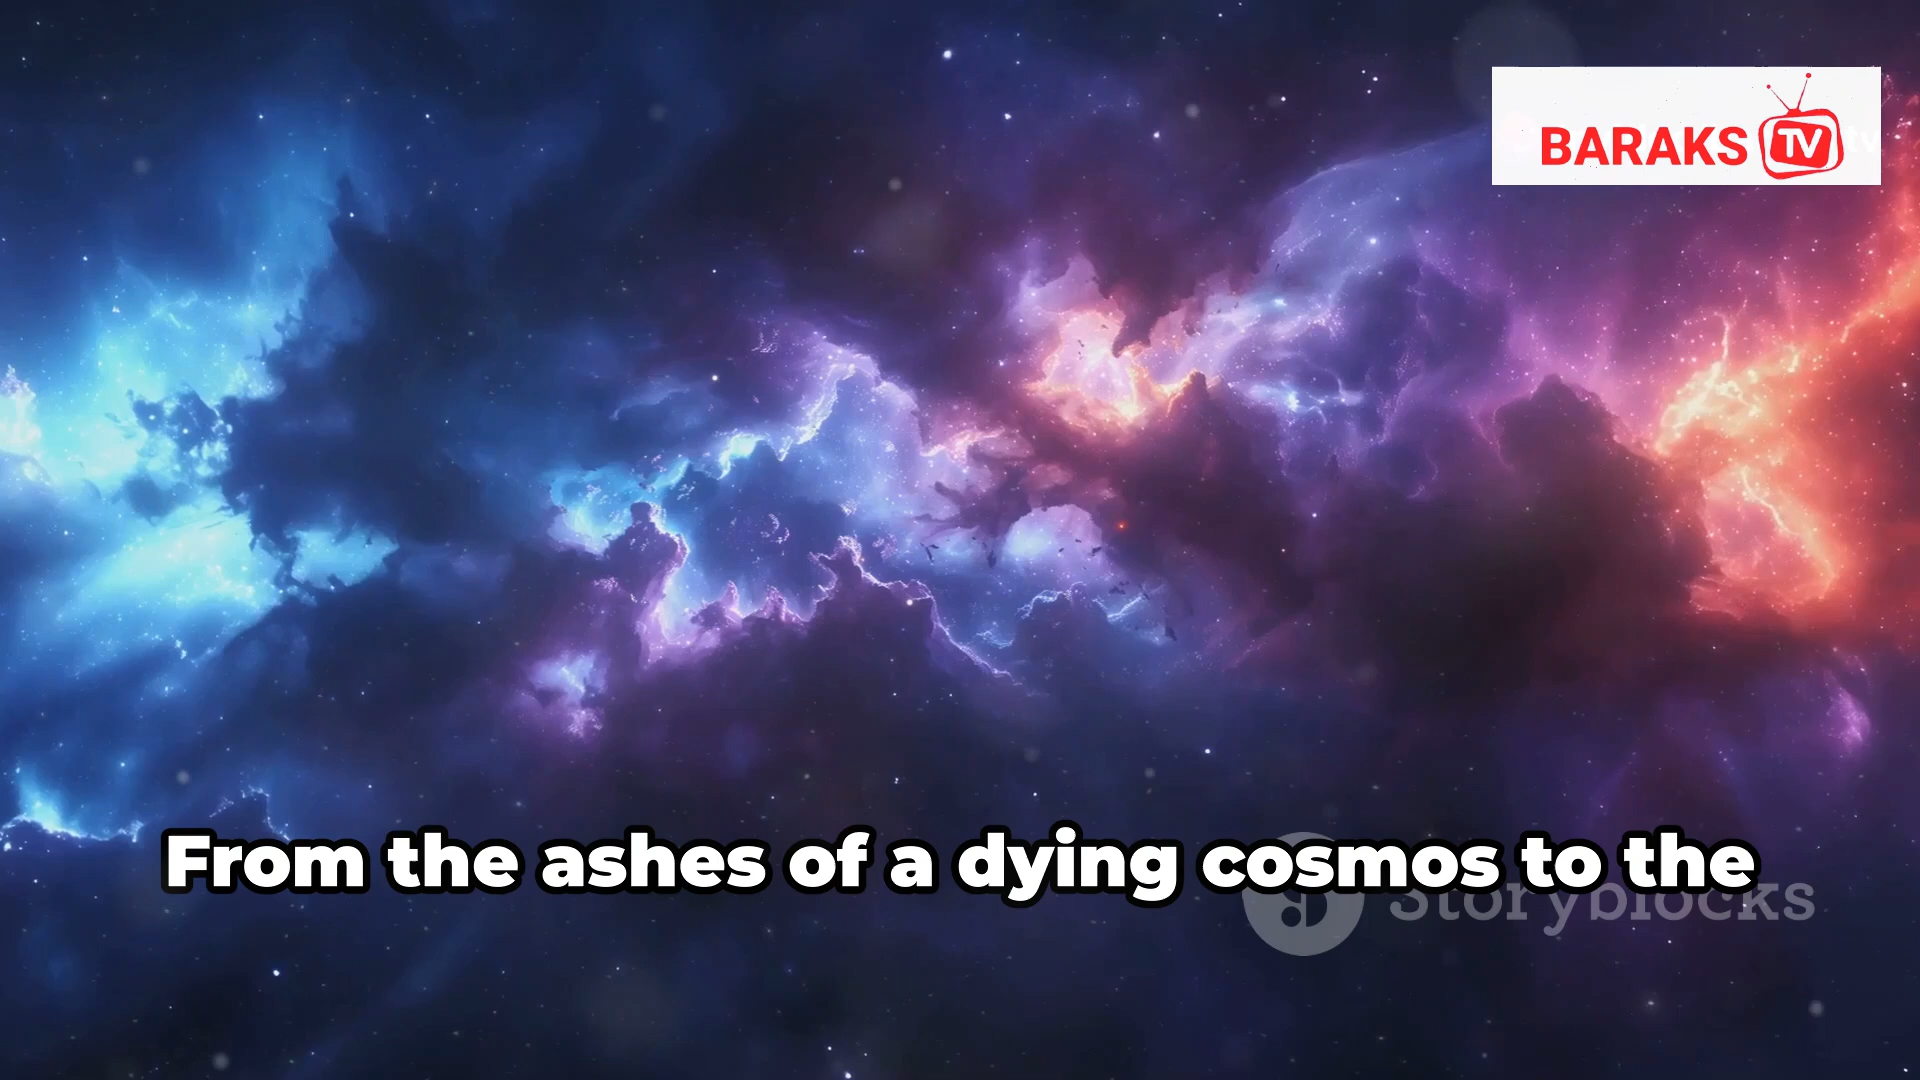 BARAKS TV
From the ashes of a dying cosmos to the
Storyblocks